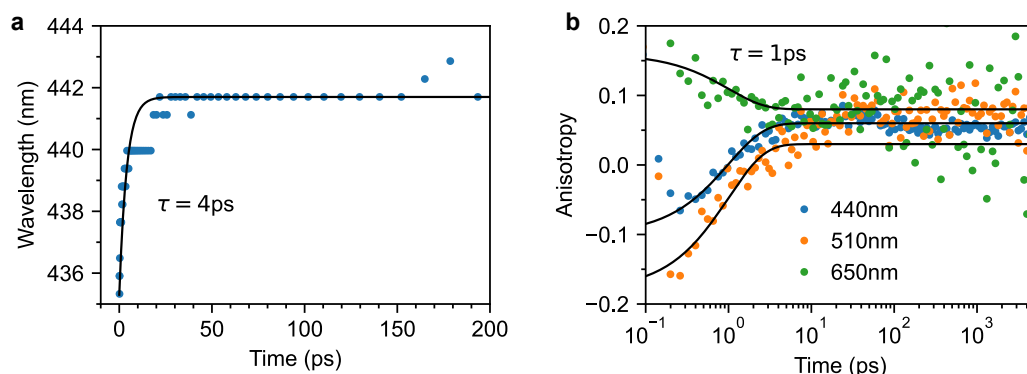 a
444
442
440
438
436
Wavelength (nm)
τ = 4ps
0
50
100
150
200
Time (ps)
b
0.2
0.1
0.0
−0.1
−0.2
Anisotropy
τ = 1ps
440nm
510nm
650nm
10⁻¹
10⁰
10¹
10²
10³
Time (ps)